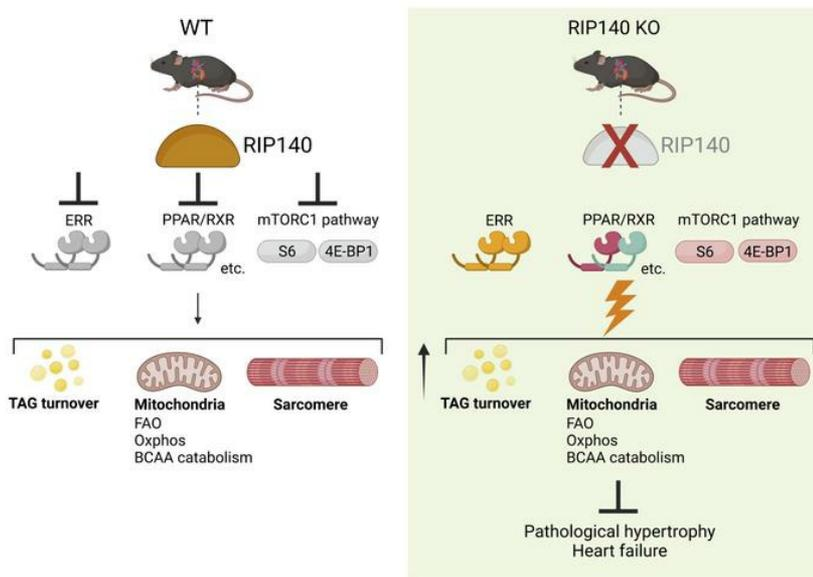 WT
RIP140
ERR
PPAR/RXR
etc.
mTORC1 pathway
S6
4E-BP1
TAG turnover
Mitochondria
FAO
Oxphos
BCAA catabolism
Sarcomere
RIP140 KO
RIP140
ERR
PPAR/RXR
etc.
mTORC1 pathway
S6
4E-BP1
TAG turnover
Mitochondria
FAO
Oxphos
BCAA catabolism
Sarcomere
Pathological hypertrophy
Heart failure